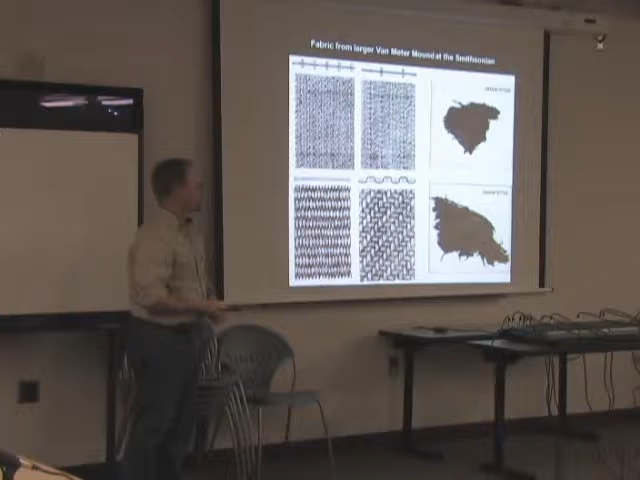 Fabric from larger Van Meter Mound at the Smithsonian